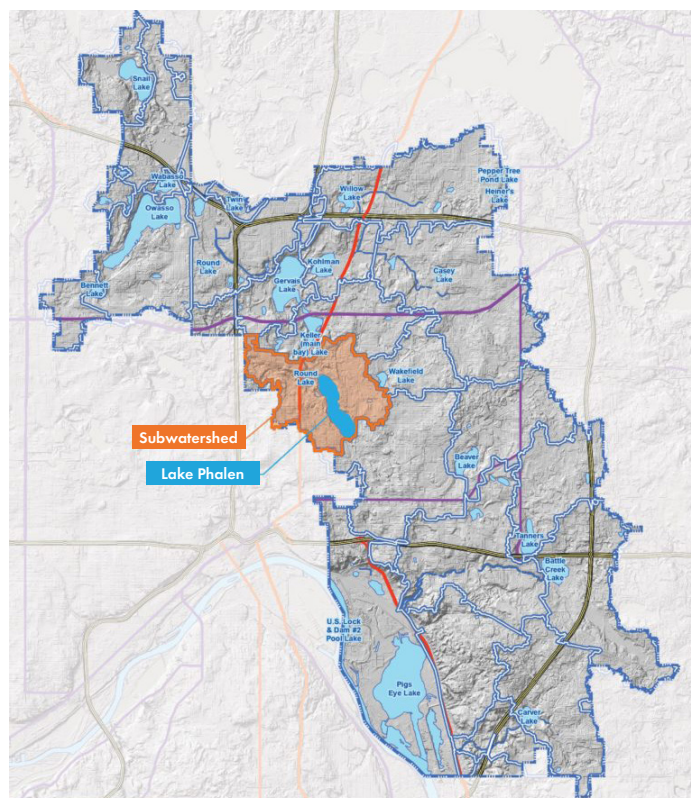 Snail
Lake
Wabasso
Lake
Owasso
Lake
Twin
Lake
Willow
Lake
Pepper Tree
Pond Lake
Heiner's
Lake
Round
Lake
Bennett
Lake
Gervais
Lake
Kohlman
Lake
Casey
Lake
Keller
(main
bay) Lake
Round
Lake
Wakefield
Lake
Subwatershed
Lake Phalen
Beaver
Lake
Tanners
Lake
Battle
Creek
Lake
U.S. Lock
& Dam #2
Pool Lake
Pigs
Eye Lake
Carver
Lake